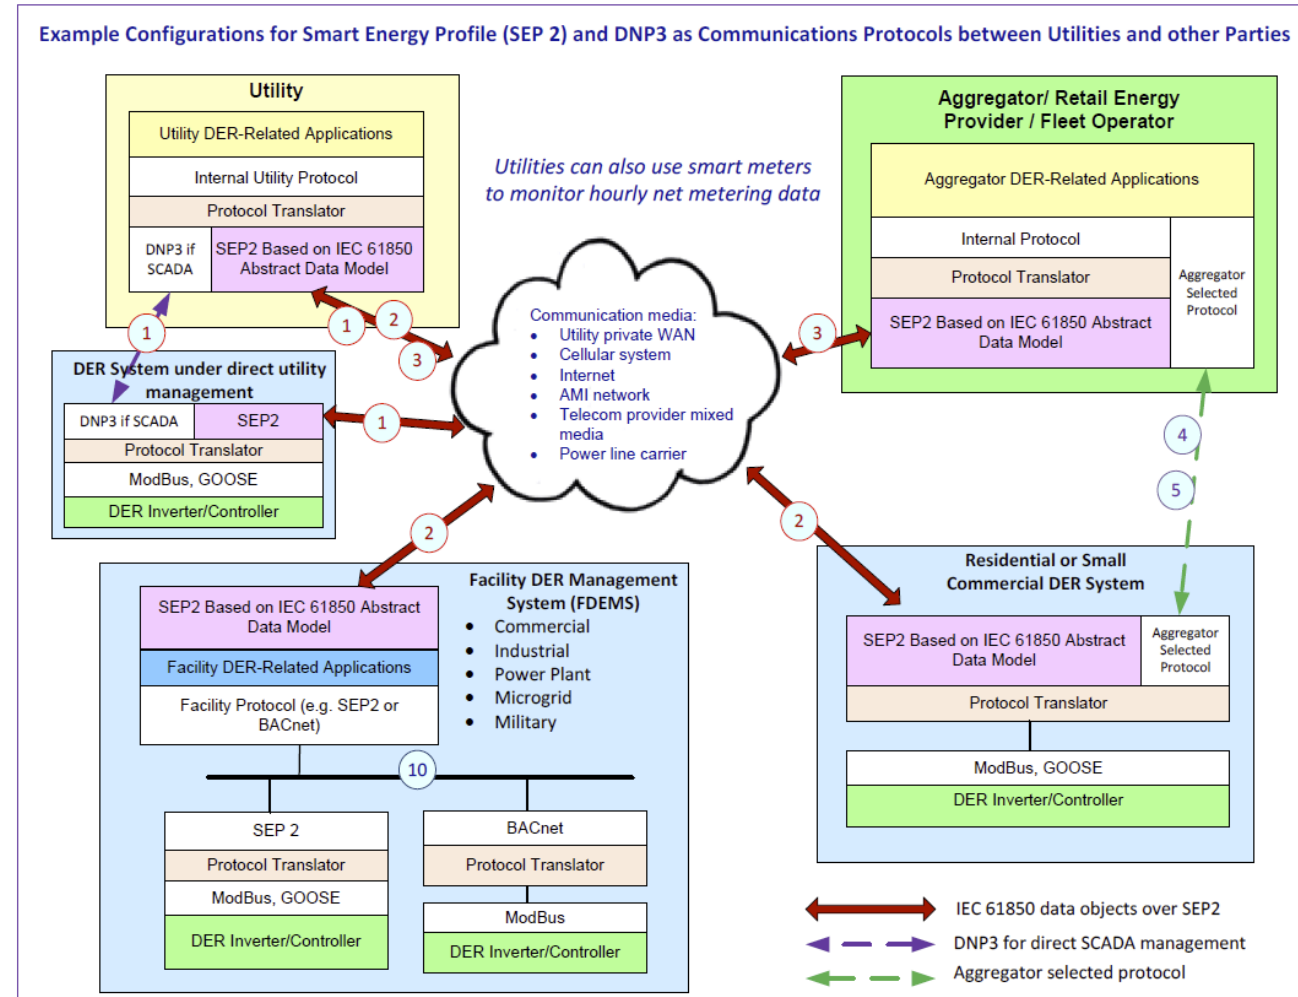 Example Configurations for Smart Energy Profile (SEP 2) and DNP3 as Communications Protocols between Utilities and other Parties
Utility
Utility DER-Related Applications
Internal Utility Protocol
Protocol Translator
DNP3 if
SCADA
SEP2 Based on IEC 61850
Abstract Data Model
Utilities can also use smart meters
to monitor hourly net metering data
Aggregator/ Retail Energy
Provider / Fleet Operator
Aggregator DER-Related Applications
Internal Protocol
Protocol Translator
SEP2 Based on IEC 61850 Abstract
Data Model
Aggregator
Selected
Protocol
1
1
2
3
3
Communication media:
• Utility private WAN
• Cellular system
• Internet
• AMI network
• Telecom provider mixed
media
• Power line carrier
DER System under direct utility
management
DNP3 if SCADA
SEP2
Protocol Translator
ModBus, GOOSE
DER Inverter/Controller
1
2
2
4
5
Facility DER Management
System (FDEMS)
• Commercial
• Industrial
• Power Plant
• Microgrid
• Military
SEP2 Based on IEC 61850 Abstract
Data Model
Facility DER-Related Applications
Facility Protocol (e.g. SEP2 or
BACnet)
10
SEP 2
Protocol Translator
ModBus, GOOSE
DER Inverter/Controller
BACnet
Protocol Translator
ModBus
DER Inverter/Controller
Residential or Small
Commercial DER System
SEP2 Based on IEC 61850 Abstract
Data Model
Aggregator
Selected
Protocol
Protocol Translator
ModBus, GOOSE
DER Inverter/Controller
IEC 61850 data objects over SEP2
DNP3 for direct SCADA management
Aggregator selected protocol